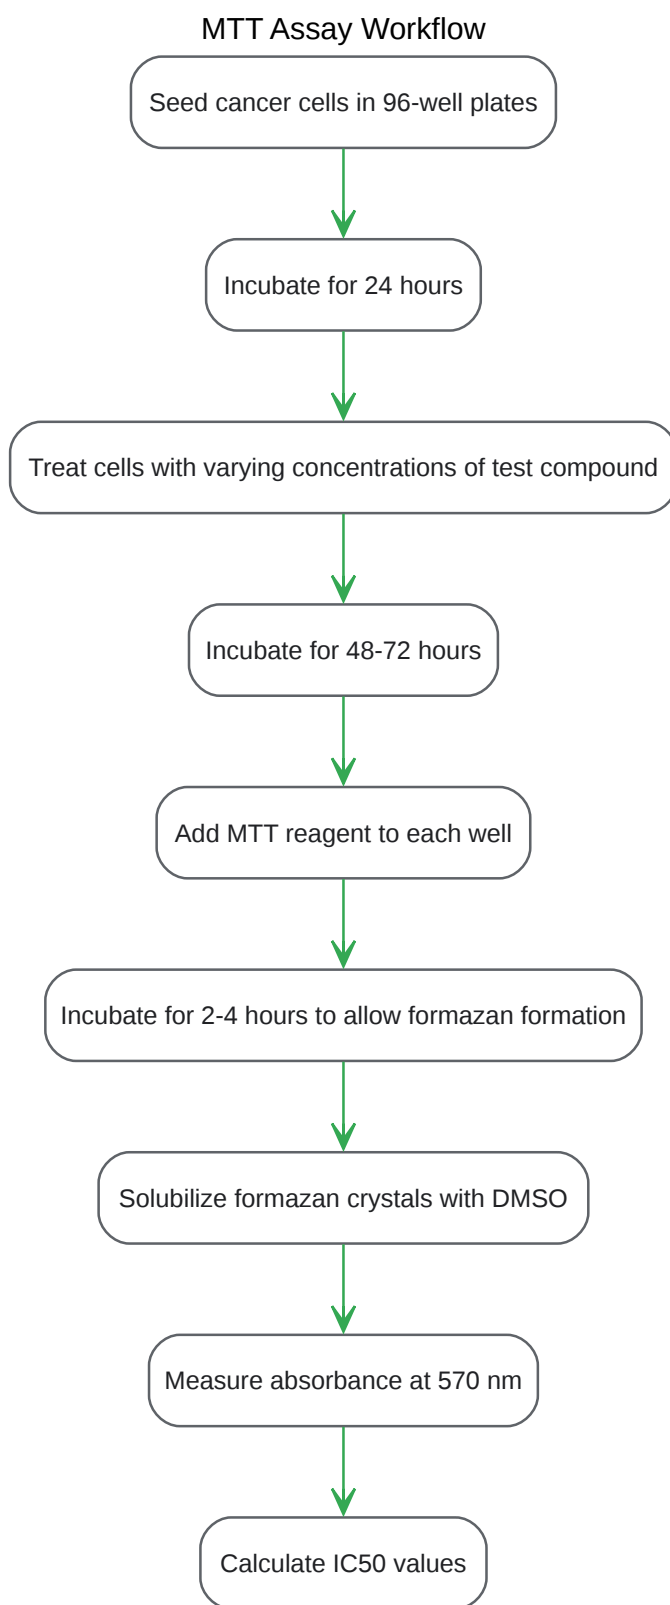 MTT Assay Workflow
Seed cancer cells in 96-well plates
Incubate for 24 hours
Treat cells with varying concentrations of test compound
Incubate for 48-72 hours
Add MTT reagent to each well
Incubate for 2-4 hours to allow formazan formation
Solubilize formazan crystals with DMSO
Measure absorbance at 570 nm
Calculate IC50 values